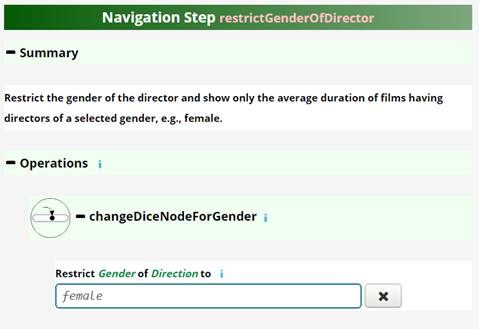 Navigation Step restrictGenderOfDirector
Summary
Restrict the gender of the director and show only the average duration of films having
directors of a selected gender, e.g., female.
Operations i
changeDiceNodeForGender i
Restrict Gender of Direction to i
female